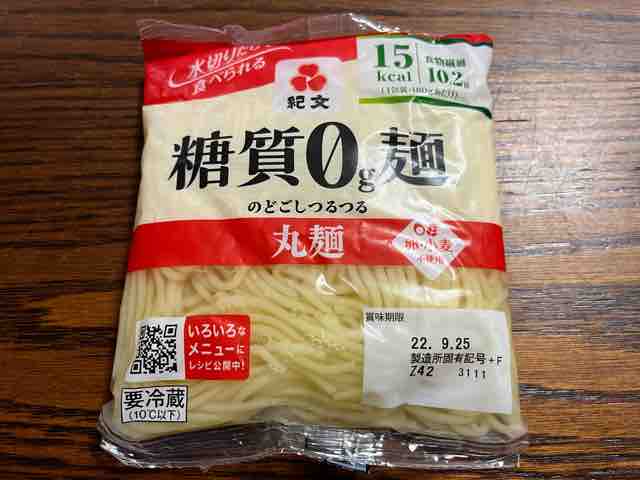 水切りだけで
食べられる
紀文
15
kcal
食物繊維
10.2g
(1包装・180gあたり)
糖質0g麺
のどごしつるつる
丸麺
卵・小麦
不使用
いろいろな
メニューに
レシピ公開中!
要冷蔵
(10℃以下)
賞味期限
22. 9.25
製造所固有記号+F
Z42 3111